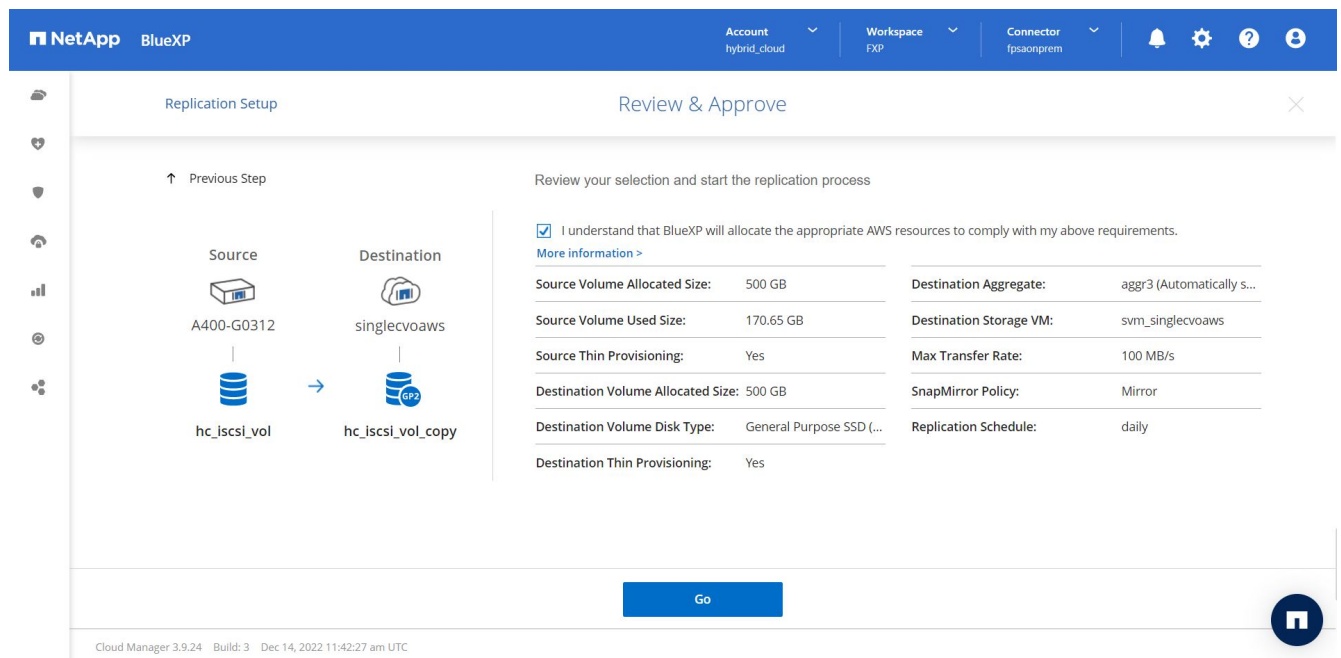 NetApp BlueXP
Account
hybrid_cloud
Workspace
FXP
Connector
fpsaonprem
Replication Setup
Review & Approve
Previous Step
Review your selection and start the replication process
I understand that BlueXP will allocate the appropriate AWS resources to comply with my above requirements.
More information >
Source
Destination
A400-G0312
singlecvoaws
GP2
hc_iscsi_vol
hc_iscsi_vol_copy
Source Volume Allocated Size: 500 GB
Source Volume Used Size: 170.65 GB
Source Thin Provisioning: Yes
Destination Volume Allocated Size: 500 GB
Destination Volume Disk Type: General Purpose SSD (...
Destination Thin Provisioning: Yes
Destination Aggregate: aggr3 (Automatically s...
Destination Storage VM: svm_singlecvoaws
Max Transfer Rate: 100 MB/s
SnapMirror Policy: Mirror
Replication Schedule: daily
Go
Cloud Manager 3.9.24 Build: 3 Dec 14, 2022 11:42:27 am UTC